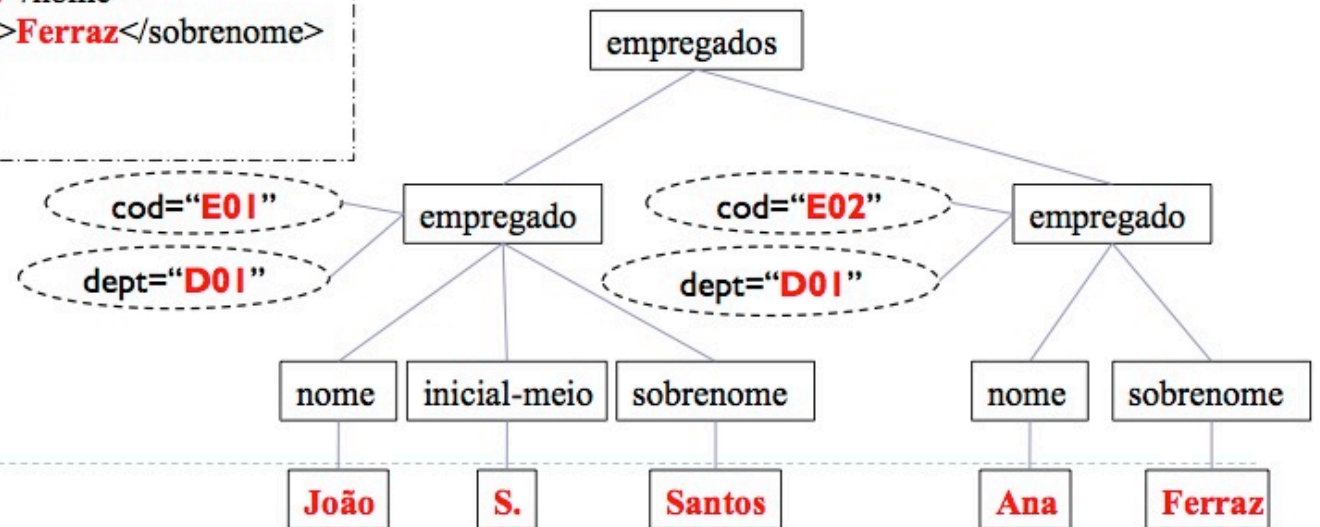 </nome>
>Ferraz</sobrenome>
empregados
cod=“E01”
empregado
cod=“E02”
empregado
dept=“D01”
dept=“D01”
nome
inicial-meio
sobrenome
nome
sobrenome
João
S.
Santos
Ana
Ferraz